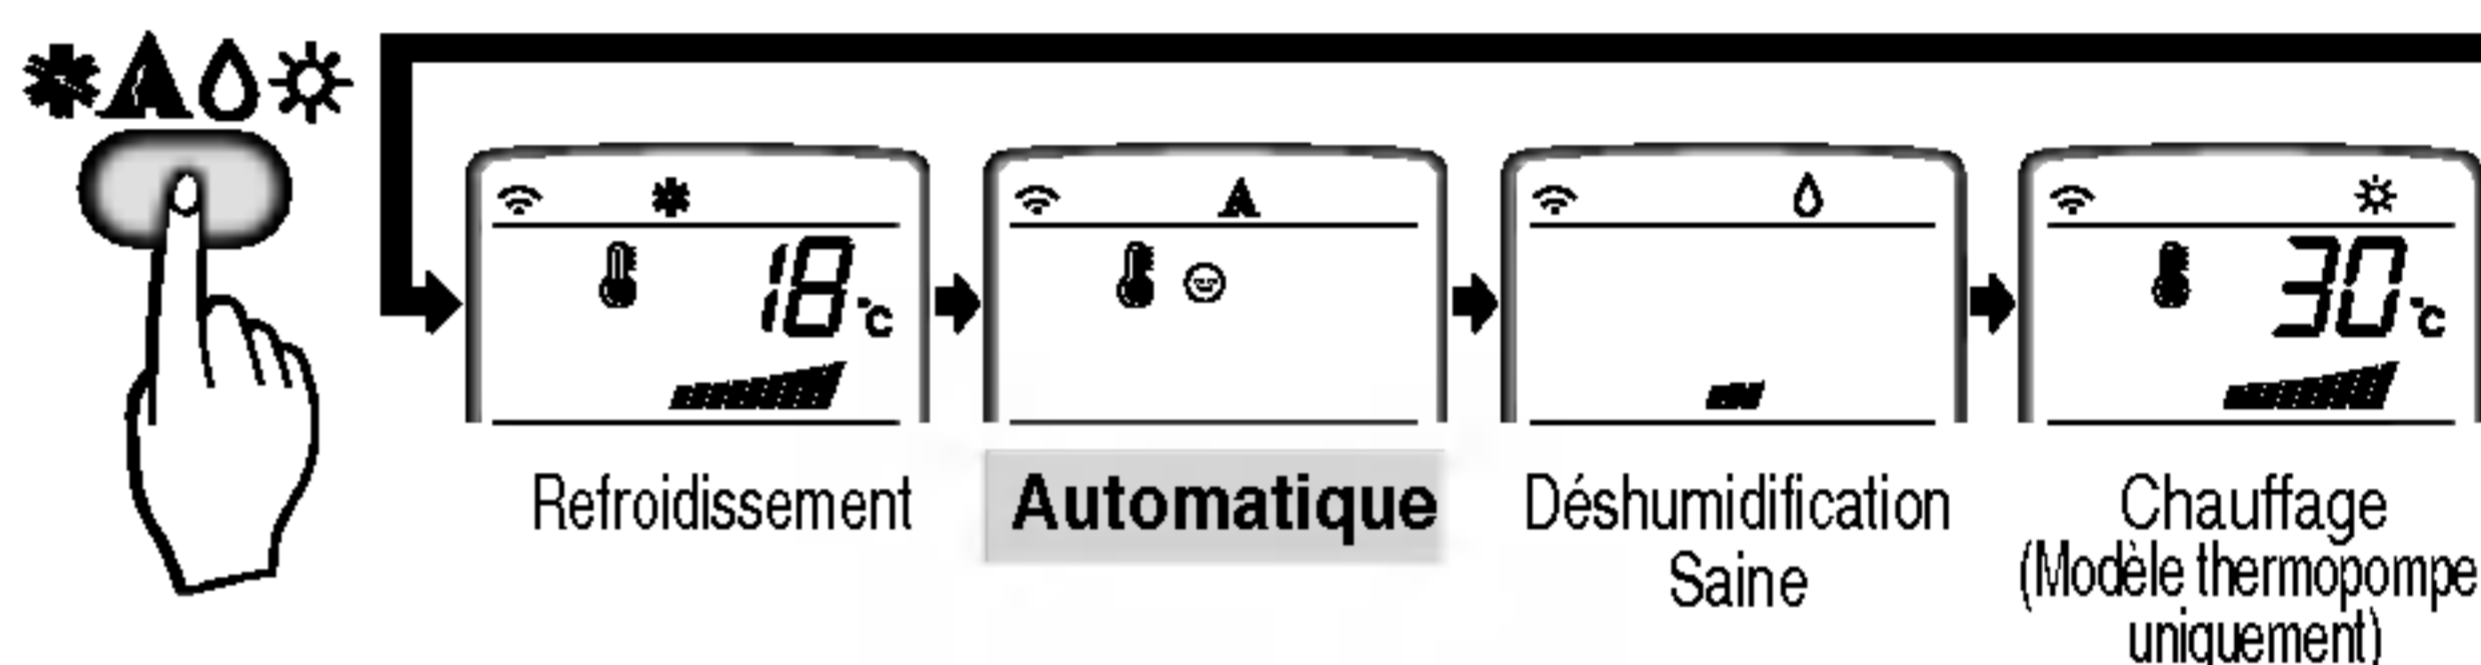 18°C
30°C
Refroidissement
Automatique
Déshumidification
Saine
Chauffage
(Modèle thermopompe
uniquement)